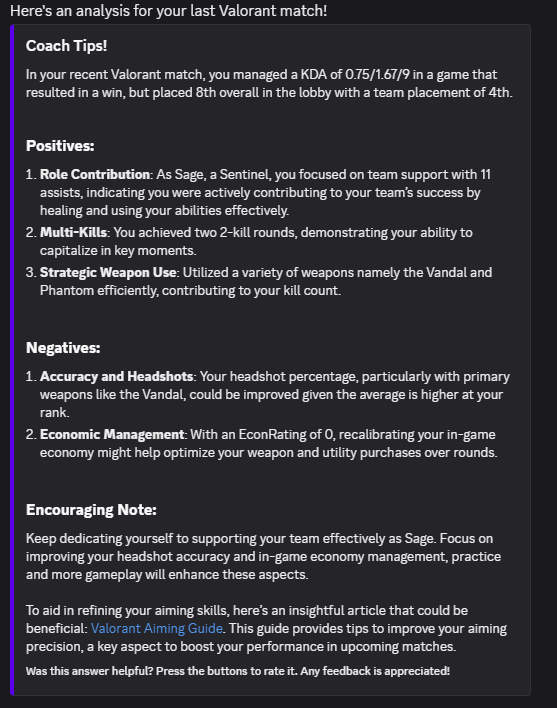 Here's an analysis for your last Valorant match!
Coach Tips!
In your recent Valorant match, you managed a KDA of 0.75/1.67/9 in a game that
resulted in a win, but placed 8th overall in the lobby with a team placement of 4th.
Positives:
1. Role Contribution: As Sage, a Sentinel, you focused on team support with 11
assists, indicating you were actively contributing to your team's success by
healing and using your abilities effectively.
2. Multi-Kills: You achieved two 2-kill rounds, demonstrating your ability to
capitalize in key moments.
3. Strategic Weapon Use: Utilized a variety of weapons namely the Vandal and
Phantom efficiently, contributing to your kill count.
Negatives:
1. Accuracy and Headshots: Your headshot percentage, particularly with primary
weapons like the Vandal, could be improved given the average is higher at your
rank.
2. Economic Management: With an EconRating of 0, recalibrating your in-game
economy might help optimize your weapon and utility purchases over rounds.
Encouraging Note:
Keep dedicating yourself to supporting your team effectively as Sage. Focus on
improving your headshot accuracy and in-game economy management, practice
and more gameplay will enhance these aspects.
To aid in refining your aiming skills, here's an insightful article that could be
beneficial: Valorant Aiming Guide. This guide provides tips to improve your aiming
precision, a key aspect to boost your performance in upcoming matches.
Was this answer helpful? Press the buttons to rate it. Any feedback is appreciated!